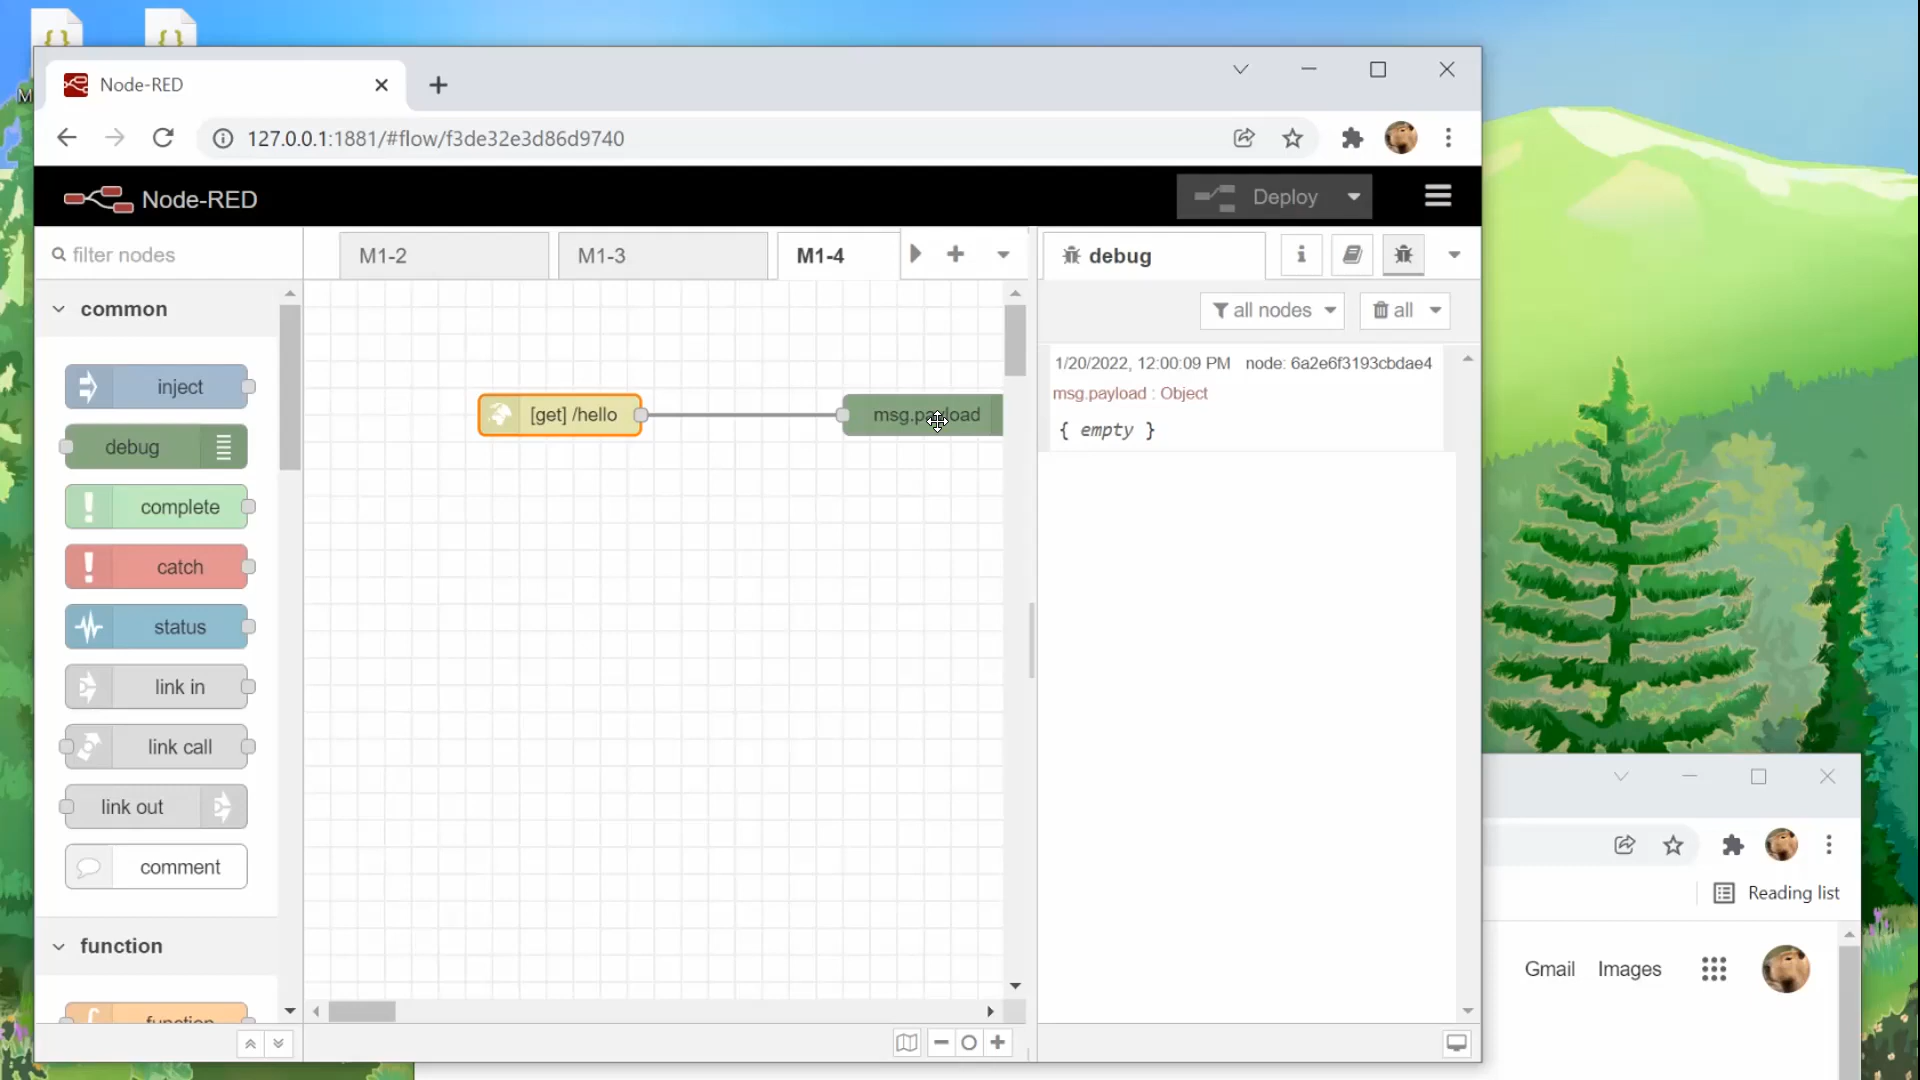 { }
{ }
M
Node-RED
127.0.0.1:1881/#flow/f3de32e3d86d9740
Node-RED
Deploy
filter nodes
M1-2
M1-3
M1-4
debug
i
common
all nodes
all
inject
1/20/2022, 12:00:09 PM node: 6a2e6f3193cbdae4
msg.payload : Object
{ empty }
[get] /hello
msg.payload
debug
complete
catch
status
link in
link call
link out
comment
function
function
Reading list
Gmail
Images